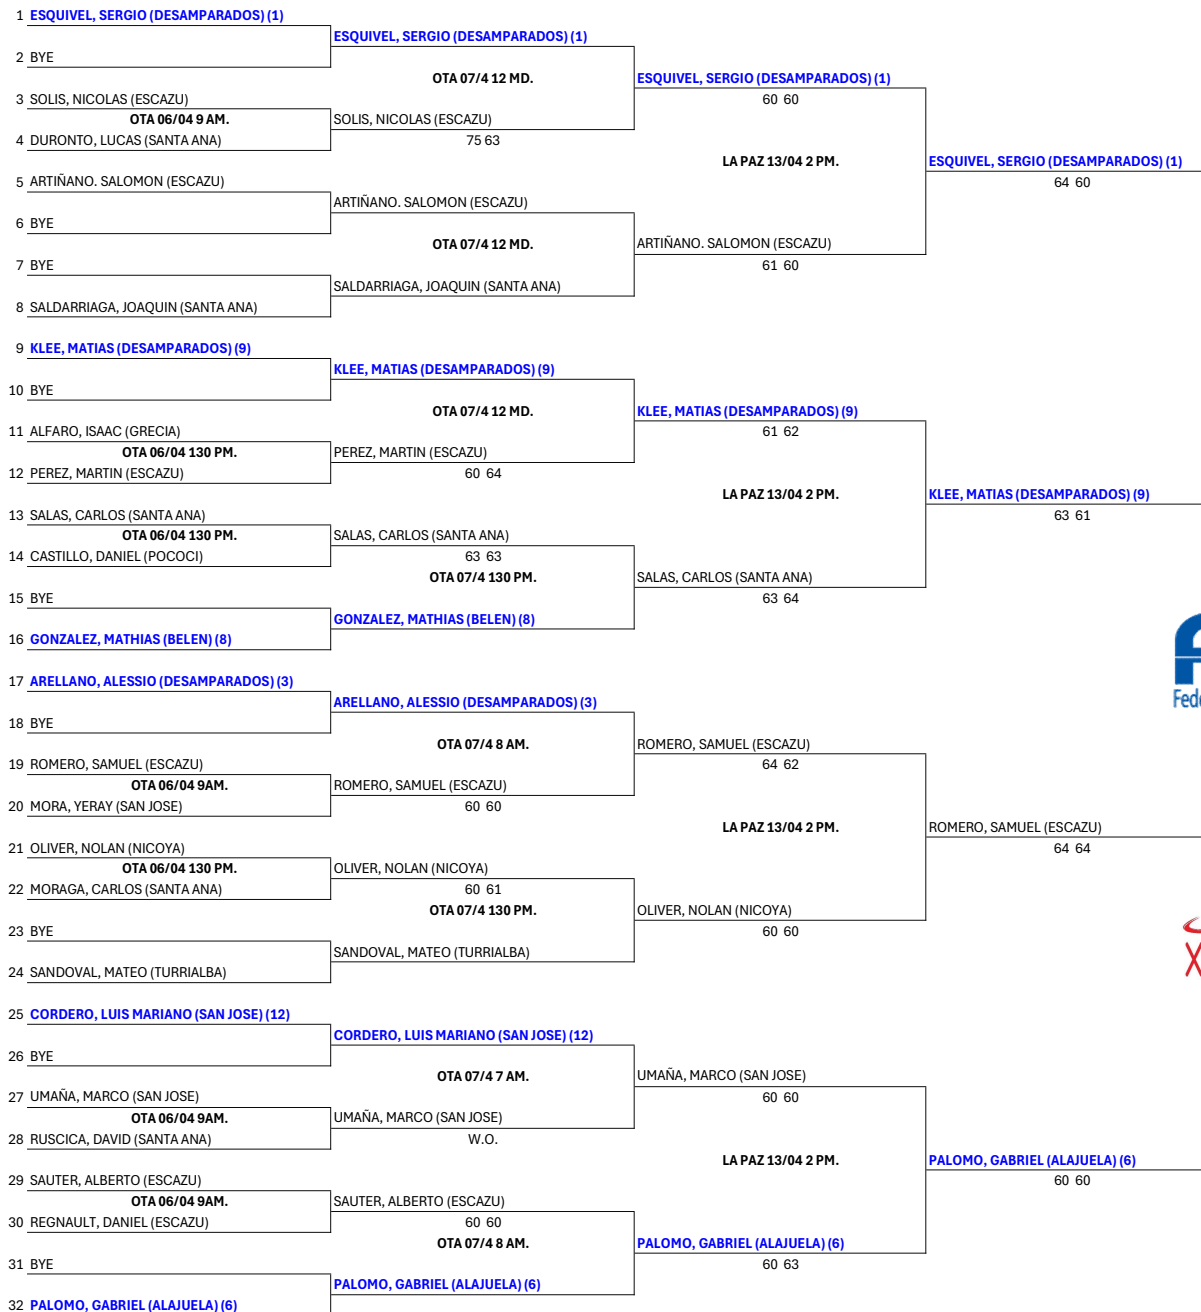 1 ESQUIVEL, SERGIO (DESAMPARADOS) (1)
ESQUIVEL, SERGIO (DESAMPARADOS) (1)
2 BYE
OTA 07/4 12 MD.
ESQUIVEL, SERGIO (DESAMPARADOS) (1)
3 SOLIS, NICOLAS (ESCAZU)
60 60
OTA 06/04 9 AM.
SOLIS, NICOLAS (ESCAZU)
4 DURONTO, LUCAS (SANTA ANA)
75 63
LA PAZ 13/04 2 PM.
ESQUIVEL, SERGIO (DESAMPARADOS) (1)
5 ARTIÑANO. SALOMON (ESCAZU)
64 60
ARTIÑANO. SALOMON (ESCAZU)
6 BYE
OTA 07/4 12 MD.
ARTIÑANO. SALOMON (ESCAZU)
7 BYE
61 60
SALDARRIAGA, JOAQUIN (SANTA ANA)
8 SALDARRIAGA, JOAQUIN (SANTA ANA)
9 KLEE, MATIAS (DESAMPARADOS) (9)
KLEE, MATIAS (DESAMPARADOS) (9)
10 BYE
OTA 07/4 12 MD.
KLEE, MATIAS (DESAMPARADOS) (9)
11 ALFARO, ISAAC (GRECIA)
61 62
OTA 06/04 130 PM.
PEREZ, MARTIN (ESCAZU)
12 PEREZ, MARTIN (ESCAZU)
60 64
LA PAZ 13/04 2 PM.
KLEE, MATIAS (DESAMPARADOS) (9)
13 SALAS, CARLOS (SANTA ANA)
63 61
OTA 06/04 130 PM.
SALAS, CARLOS (SANTA ANA)
14 CASTILLO, DANIEL (POCOCI)
63 63
OTA 07/4 130 PM.
SALAS, CARLOS (SANTA ANA)
15 BYE
63 64
GONZALEZ, MATHIAS (BELEN) (8)
16 GONZALEZ, MATHIAS (BELEN) (8)
17 ARELLANO, ALESSIO (DESAMPARADOS) (3)
ARELLANO, ALESSIO (DESAMPARADOS) (3)
Fede
18 BYE
OTA 07/4 8 AM.
ROMERO, SAMUEL (ESCAZU)
19 ROMERO, SAMUEL (ESCAZU)
64 62
OTA 06/04 9AM.
ROMERO, SAMUEL (ESCAZU)
20 MORA, YERAY (SAN JOSE)
60 60
LA PAZ 13/04 2 PM.
ROMERO, SAMUEL (ESCAZU)
21 OLIVER, NOLAN (NICOYA)
64 64
OTA 06/04 130 PM.
OLIVER, NOLAN (NICOYA)
22 MORAGA, CARLOS (SANTA ANA)
60 61
OTA 07/4 130 PM.
OLIVER, NOLAN (NICOYA)
23 BYE
60 60
SANDOVAL, MATEO (TURRIALBA)
24 SANDOVAL, MATEO (TURRIALBA)
25 CORDERO, LUIS MARIANO (SAN JOSE) (12)
CORDERO, LUIS MARIANO (SAN JOSE) (12)
26 BYE
OTA 07/4 7 AM.
UMAÑA, MARCO (SAN JOSE)
27 UMAÑA, MARCO (SAN JOSE)
60 60
OTA 06/04 9AM.
UMAÑA, MARCO (SAN JOSE)
28 RUSCICA, DAVID (SANTA ANA)
W.O.
LA PAZ 13/04 2 PM.
PALOMO, GABRIEL (ALAJUELA) (6)
29 SAUTER, ALBERTO (ESCAZU)
60 60
OTA 06/04 9AM.
SAUTER, ALBERTO (ESCAZU)
30 REGNAULT, DANIEL (ESCAZU)
60 60
OTA 07/4 8 AM.
PALOMO, GABRIEL (ALAJUELA) (6)
31 BYE
60 63
PALOMO, GABRIEL (ALAJUELA) (6)
32 PALOMO, GABRIEL (ALAJUELA) (6)